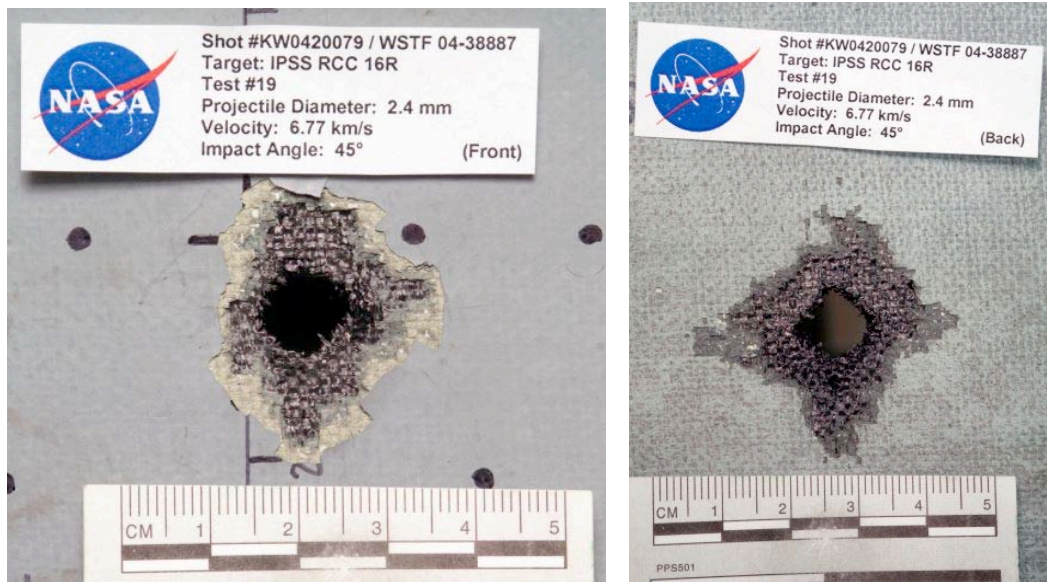 NASA
Shot #KW0420079 / WSTF 04-38887
Target: IPSS RCC 16R
Test #19
Projectile Diameter: 2.4 mm
Velocity: 6.77 km/s
Impact Angle: 45°
(Front)
2
CM 1 2 3 4 5
NASA
Shot #KW0420079 / WSTF 04-38887
Target: IPSS RCC 16R
Test #19
Projectile Diameter: 2.4 mm
Velocity: 6.77 km/s
Impact Angle: 45°
(Back)
CM 1 2 3 4 5
PPS501